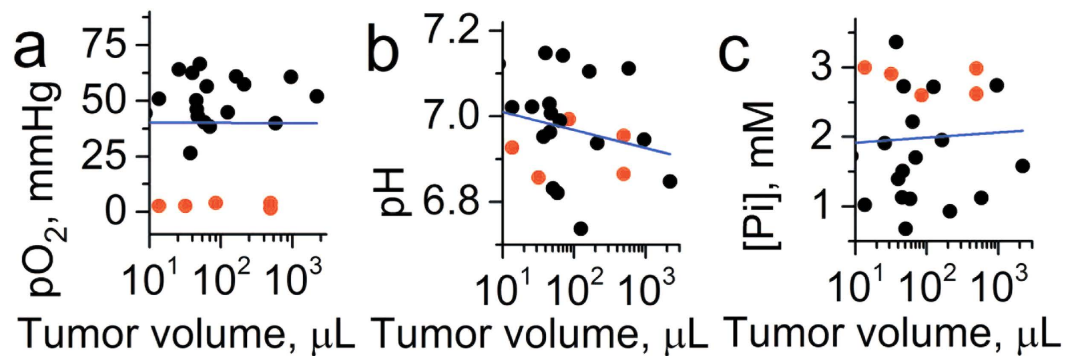 a
pO₂, mmHg
75
50
25
0
10¹ 10² 10³
Tumor volume, μL
b
pH
7.2
7.0
6.8
10¹ 10² 10³
Tumor volume, μL
c
[Pi], mM
3
2
1
10¹ 10² 10³
Tumor volume, μL